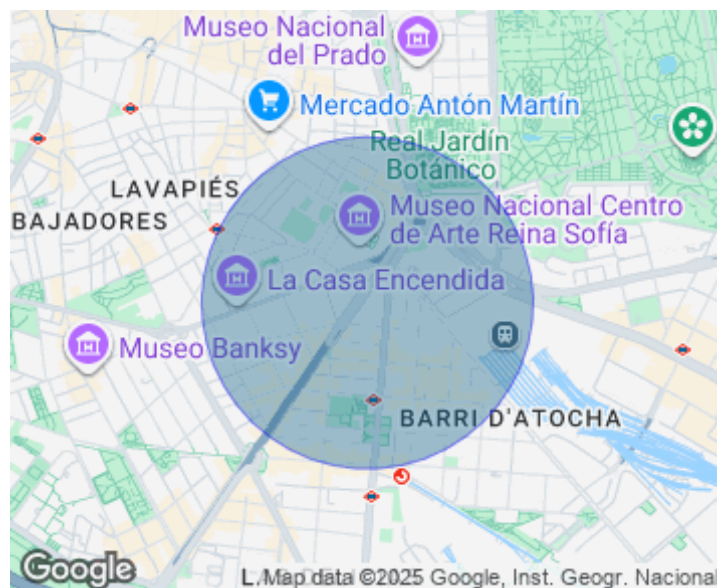 Museo Nacional
del Prado
Mercado Antón Martín
Real Jardín
Botánico
LAVAPIÉS
BAJADORES
Museo Nacional Centro
de Arte Reina Sofía
La Casa Encendida
Museo Banksy
BARRI D'ATOCHA
Google
Map data ©2025 Google, Inst. Geogr. Nacional